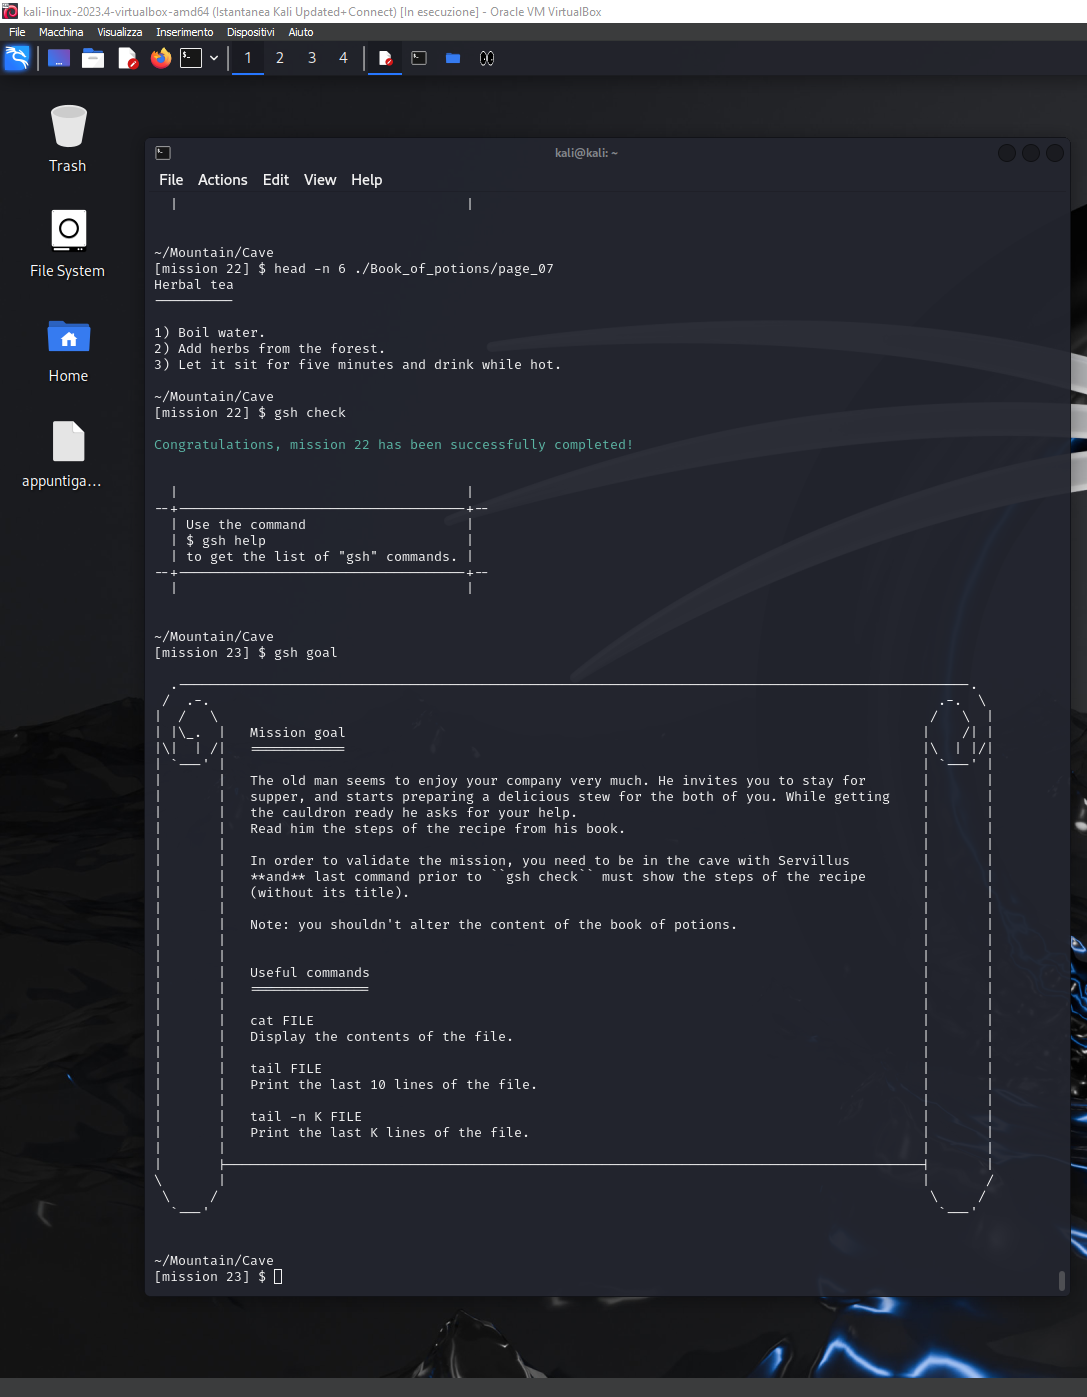 kali-linux-2023.4-virtualbox-amd64 (Istantanea Kali Updated+Connect) [In esecuzione] - Oracle VM VirtualBox
File Macchina Visualizza Inserimento Dispositivi Aiuto
1 2 3 4
Trash
File System
Home
appuntiga…
kali@kali: ~
File Actions Edit View Help
~/Mountain/Cave
[mission 22] $ head -n 6 ./Book_of_potions/page_07
Herbal tea
1) Boil water.
2) Add herbs from the forest.
3) Let it sit for five minutes and drink while hot.
~/Mountain/Cave
[mission 22] $ gsh check
Congratulations, mission 22 has been successfully completed!
Use the command
$ gsh help
to get the list of "gsh" commands.
~/Mountain/Cave
[mission 23] $ gsh goal
Mission goal
============
The old man seems to enjoy your company very much. He invites you to stay for
supper, and starts preparing a delicious stew for the both of you. While getting
the cauldron ready he asks for your help.
Read him the steps of the recipe from his book.
In order to validate the mission, you need to be in the cave with Servillus
**and** last command prior to ``gsh check`` must show the steps of the recipe
(without its title).
Note: you shouldn't alter the content of the book of potions.
Useful commands
===============
cat FILE
Display the contents of the file.
tail FILE
Print the last 10 lines of the file.
tail -n K FILE
Print the last K lines of the file.
~/Mountain/Cave
[mission 23] $